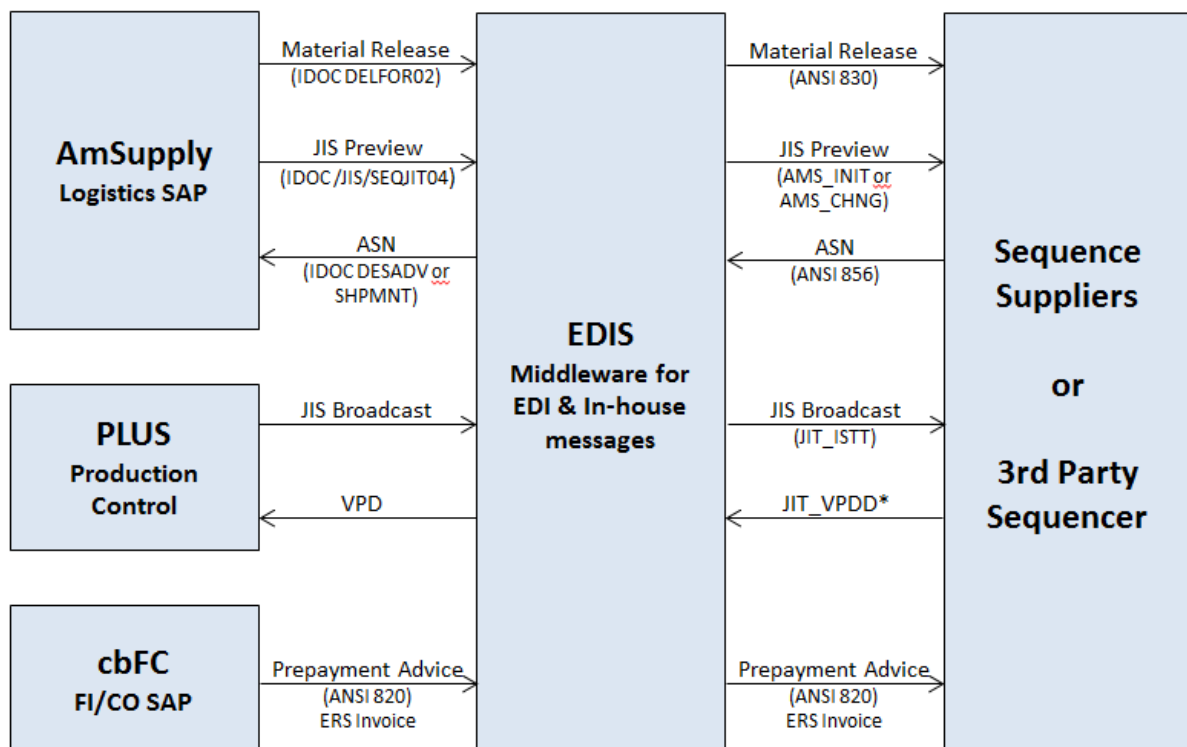 AmSupply
Logistics SAP
Material Release
(IDOC DELFOR02)
JIS Preview
(IDOC /JIS/SEQJIT04)
ASN
(IDOC DESADV or
SHPMNT)
PLUS
Production
Control
JIS Broadcast
VPD
cbFC
FI/CO SAP
Prepayment Advice
(ANSI 820)
ERS Invoice
EDIS
Middleware for
EDI & In-house
messages
Material Release
(ANSI 830)
JIS Preview
(AMS_INIT or
AMS_CHNG)
ASN
(ANSI 856)
JIS Broadcast
(JIT_ISTT)
JIT_VPDD*
Prepayment Advice
(ANSI 820)
ERS Invoice
Sequence
Suppliers
or
3rd Party
Sequencer